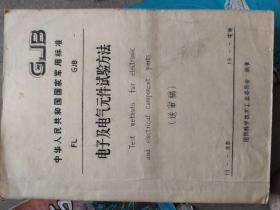 GJB
中华人民共和国国家军用标准
FL    GJB
电子及电气元件试验方法
Test methods for electronic
and electrical component parts
(送审稿)
国防科学技术工业委员会